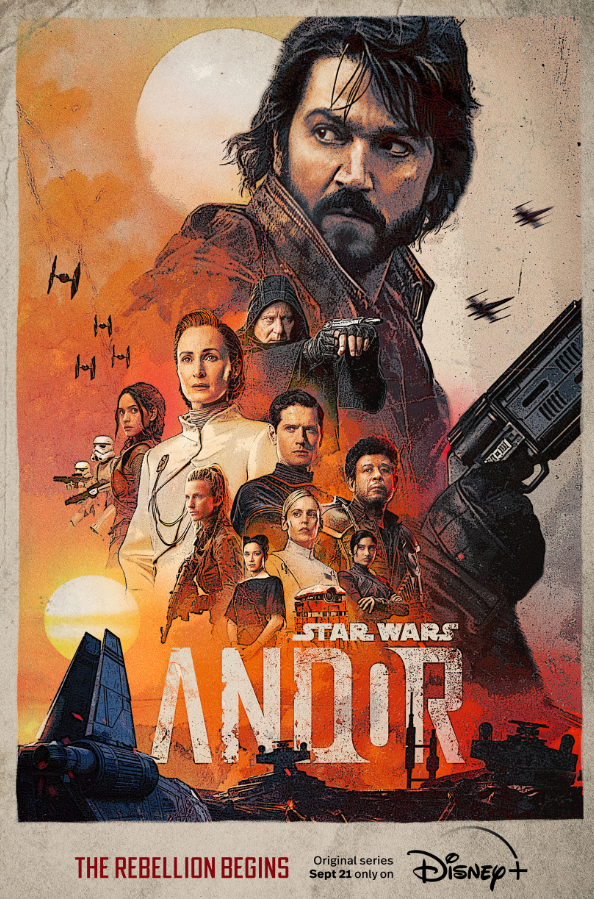 STAR WARS
ANDOR
THE REBELLION BEGINS
Original series
Sept 21 only on
Disney+